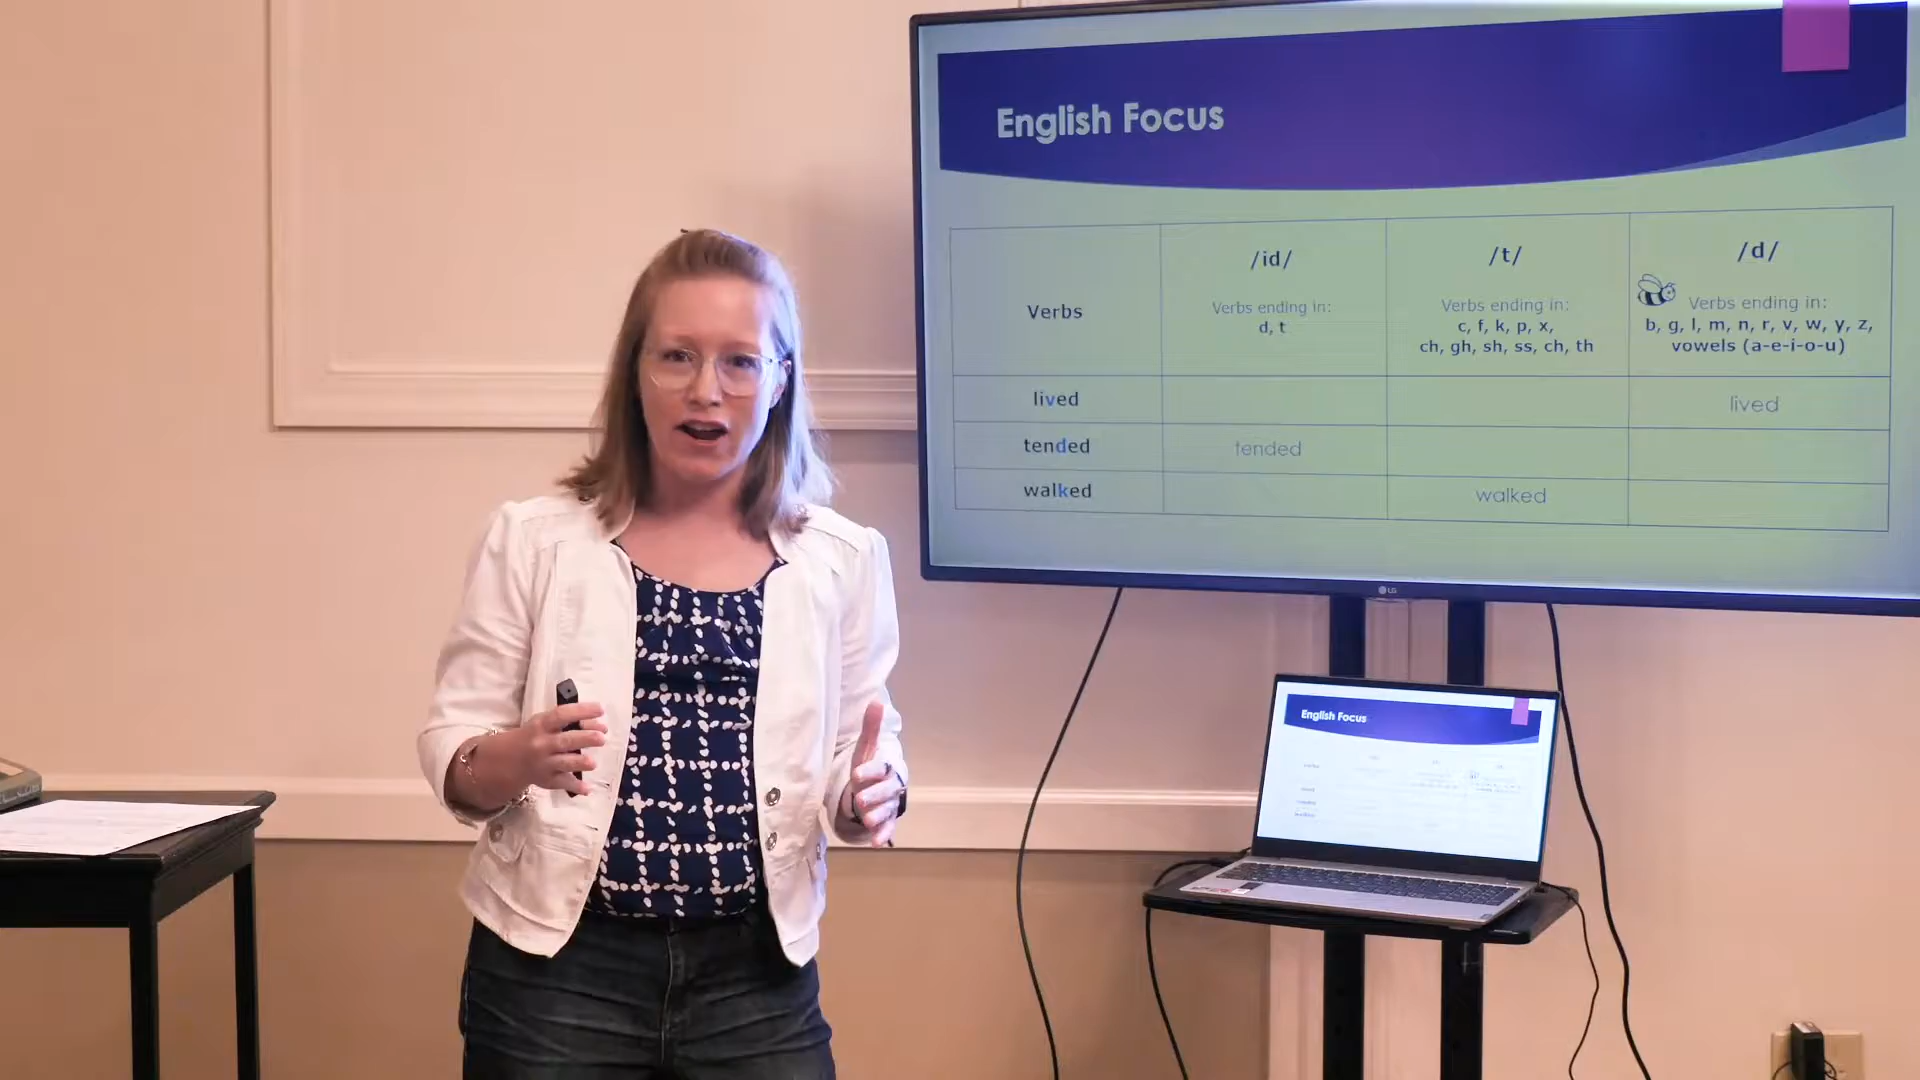 English Focus
Verbs
/id/
Verbs ending in:
d, t
/t/
Verbs ending in:
c, f, k, p, x,
ch, gh, sh, ss, ch, th
/d/
Verbs ending in:
b, g, l, m, n, r, v, w, y, z,
vowels (a-e-i-o-u)
lived
lived
tended
tended
walked
walked
LG
English Focus